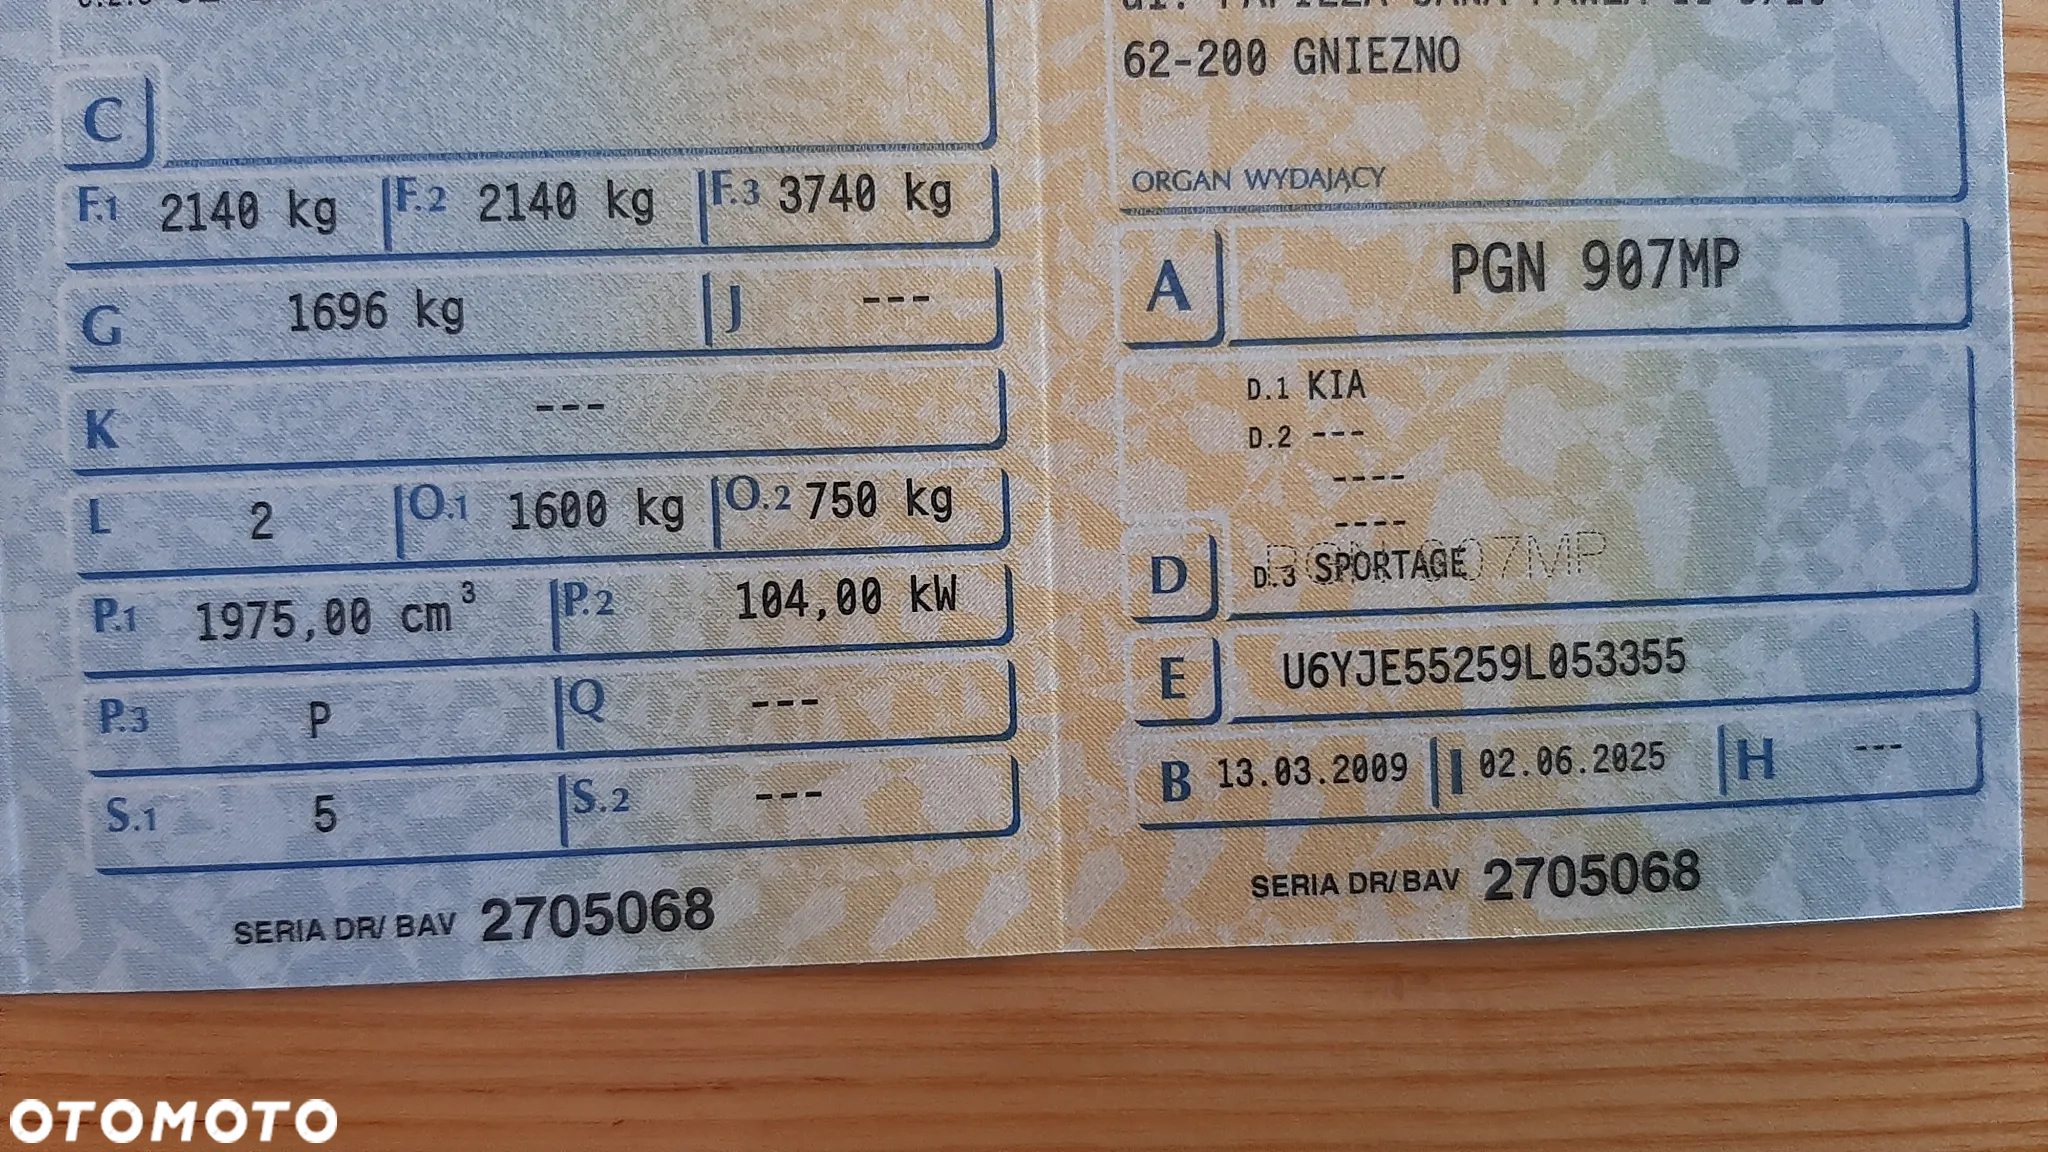 62-200 GNIEZNO
ORGAN WYDAJĄCY
C
F.1 2140 kg F.2 2140 kg F.3 3740 kg
G 1696 kg J ---
K ---
L 2 O.1 1600 kg O.2 750 kg
P.1 1975,00 cm³ P.2 104,00 kW
P.3 P Q ---
S.1 5 S.2 ---
SERIA DR/ BAV 2705068
A PGN 907MP
D.1 KIA
D.2 ---
----
----
D D.3 SPORTAGE
PGN 907MP
E U6YJE55259L053355
B 13.03.2009 I 02.06.2025 H ---
SERIA DR/ BAV 2705068
OTOMOTO